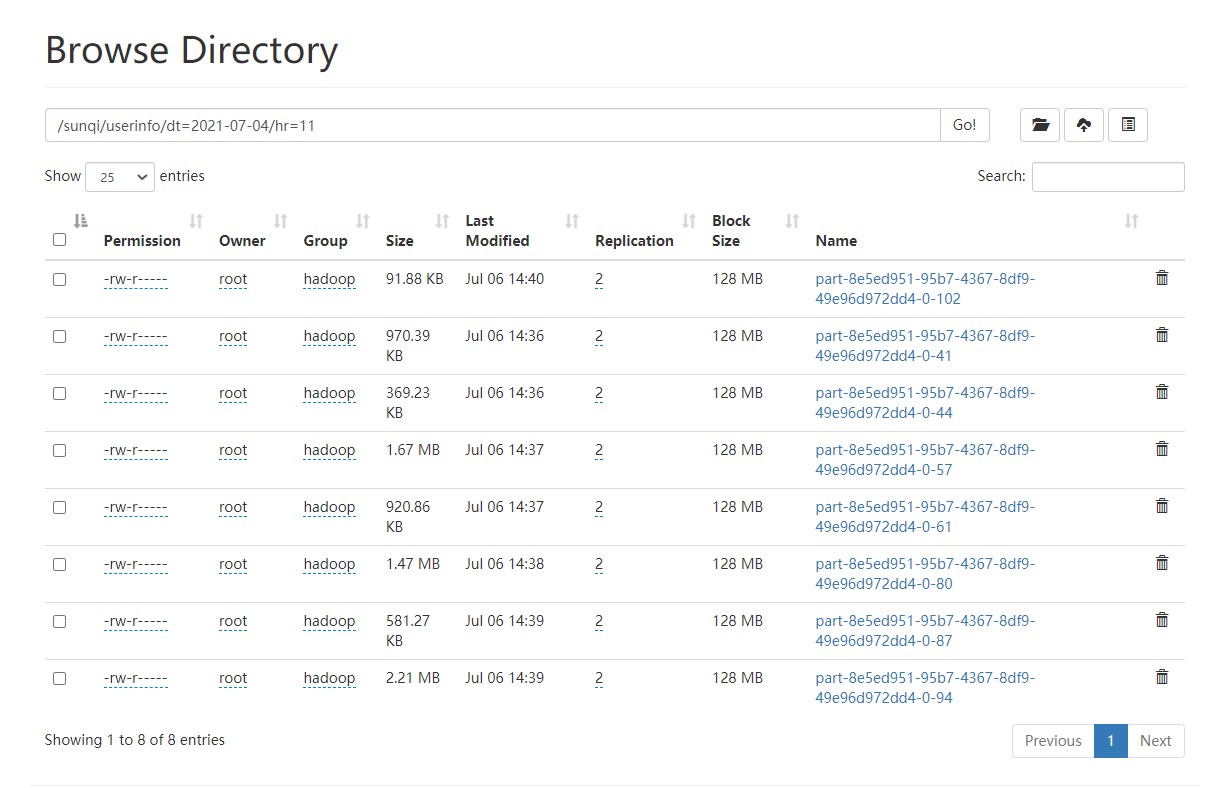 Browse Directory
/sunqi/userinfo/dt=2021-07-04/hr=11 Go!
Show 25 entries Search:
Permission Owner Group Size Last Modified Replication Block Size Name
-rw-r----- root hadoop 91.88 KB Jul 06 14:40 2 128 MB part-8e5ed951-95b7-4367-8df9-
49e96d972dd4-0-102
-rw-r----- root hadoop 970.39 KB Jul 06 14:36 2 128 MB part-8e5ed951-95b7-4367-8df9-
49e96d972dd4-0-41
-rw-r----- root hadoop 369.23 KB Jul 06 14:36 2 128 MB part-8e5ed951-95b7-4367-8df9-
49e96d972dd4-0-44
-rw-r----- root hadoop 1.67 MB Jul 06 14:37 2 128 MB part-8e5ed951-95b7-4367-8df9-
49e96d972dd4-0-57
-rw-r----- root hadoop 920.86 KB Jul 06 14:37 2 128 MB part-8e5ed951-95b7-4367-8df9-
49e96d972dd4-0-61
-rw-r----- root hadoop 1.47 MB Jul 06 14:38 2 128 MB part-8e5ed951-95b7-4367-8df9-
49e96d972dd4-0-80
-rw-r----- root hadoop 581.27 KB Jul 06 14:39 2 128 MB part-8e5ed951-95b7-4367-8df9-
49e96d972dd4-0-87
-rw-r----- root hadoop 2.21 MB Jul 06 14:39 2 128 MB part-8e5ed951-95b7-4367-8df9-
49e96d972dd4-0-94
Showing 1 to 8 of 8 entries Previous 1 Next